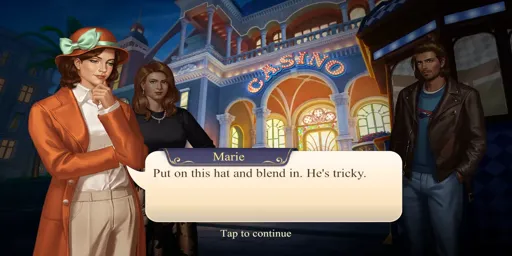 CASINO
Marie
Put on this hat and blend in. He's tricky.
Tap to continue